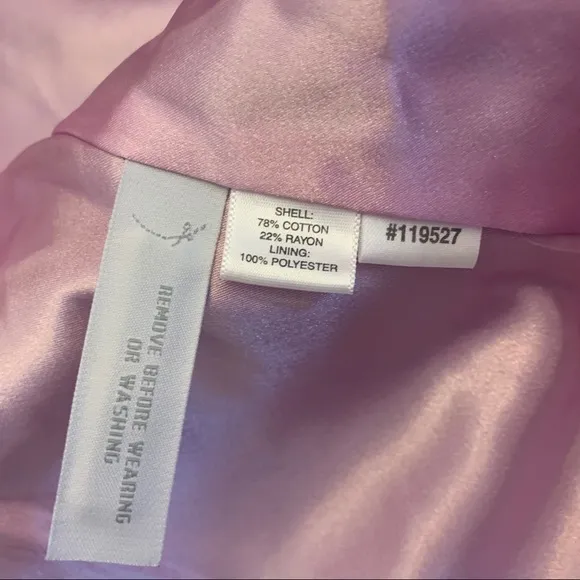 REMOVE BEFORE WEARING
OR WASHING
SHELL:
78% COTTON
22% RAYON
LINING:
100% POLYESTER
#119527